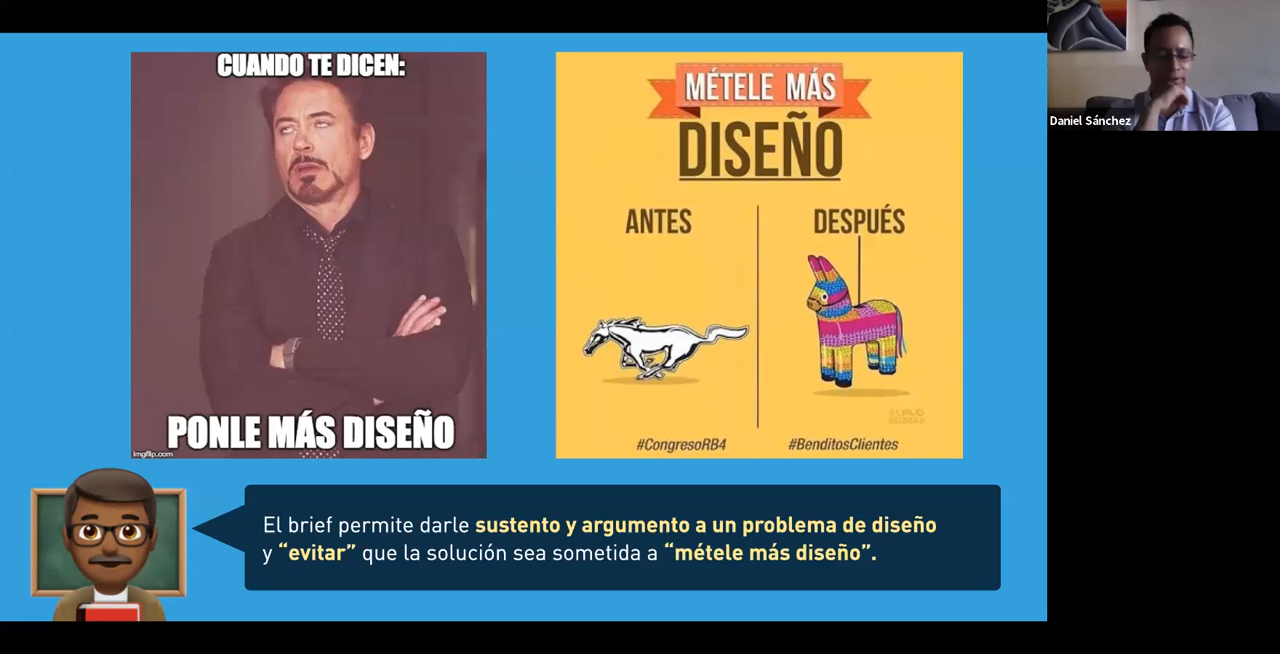 CUANDO TE DICEN:
PONLE MÁS DISEÑO
imgflip.com
MÉTELE MÁS
DISEÑO
ANTES
DESPUÉS
#CongresoRB4
#BenditosClientes
El brief permite darle sustento y argumento a un problema de diseño
y “evitar” que la solución sea sometida a “métele más diseño”.
Daniel Sánchez